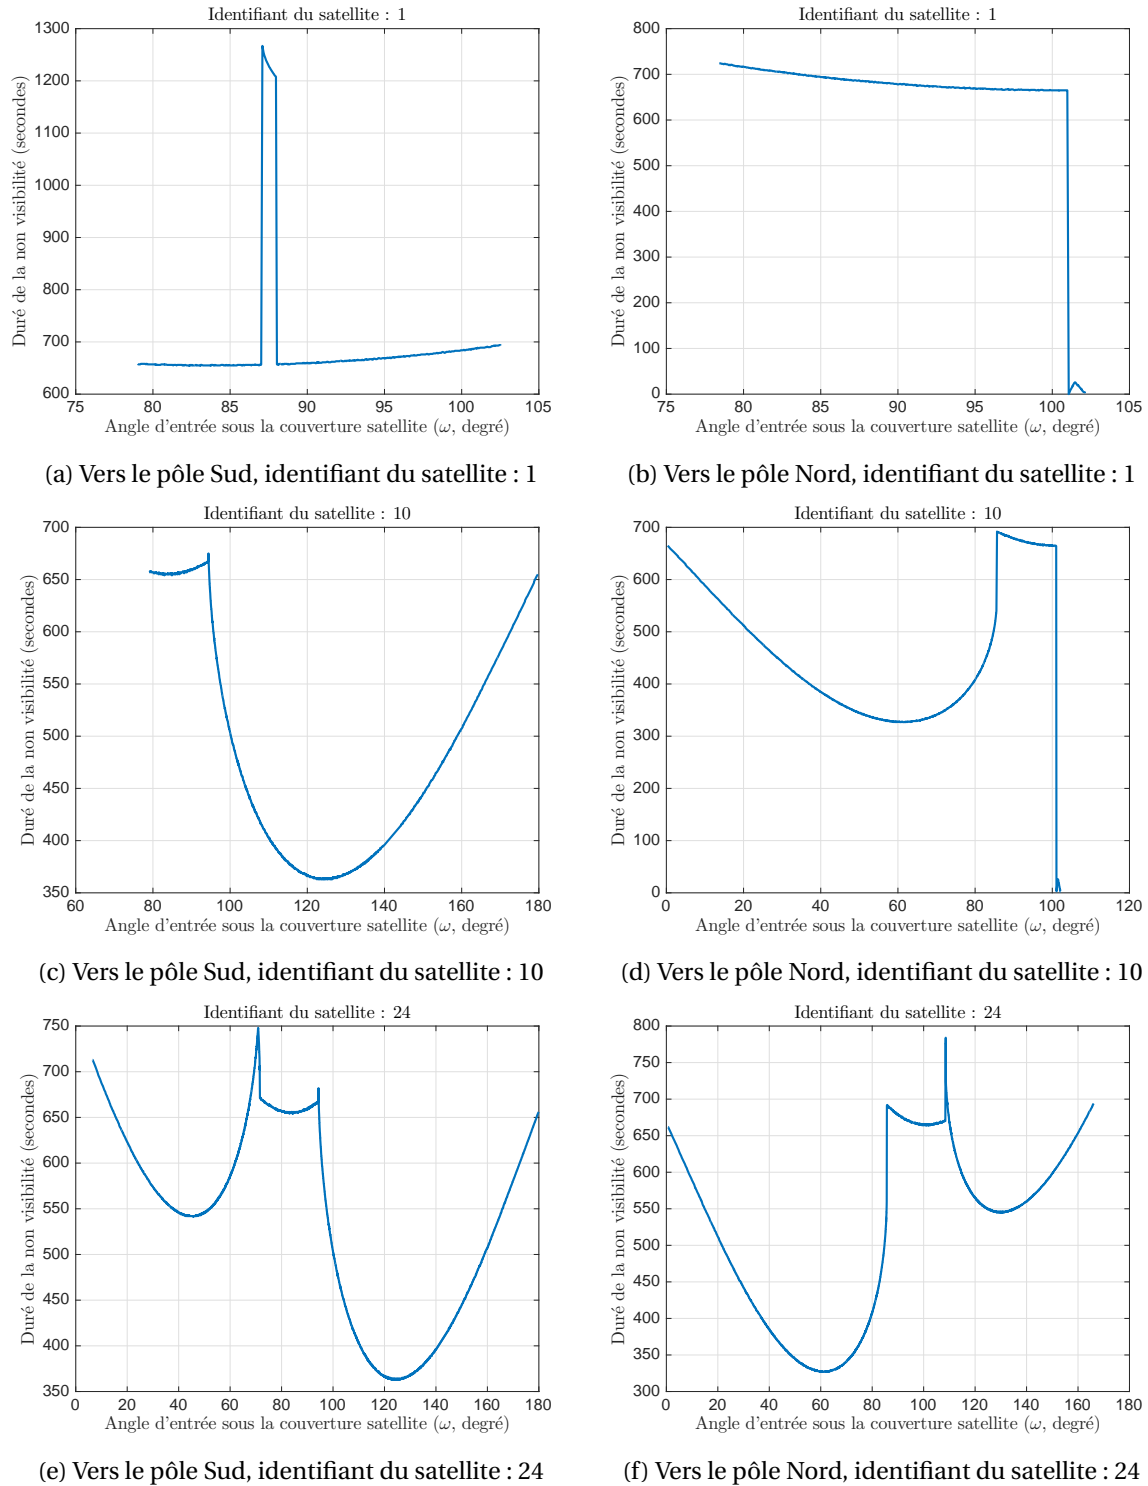 Identifiant du satellite : 1
Duré de la non visibilité (secondes)
1300
1200
1100
1000
900
800
700
600
75 80 85 90 95 100 105
Angle d'entrée sous la couverture satellite (ω, degré)
(a) Vers le pôle Sud, identifiant du satellite : 1
Identifiant du satellite : 1
Duré de la non visibilité (secondes)
800
700
600
500
400
300
200
100
0
75 80 85 90 95 100 105
Angle d'entrée sous la couverture satellite (ω, degré)
(b) Vers le pôle Nord, identifiant du satellite : 1
Identifiant du satellite : 10
Duré de la non visibilité (secondes)
700
650
600
550
500
450
400
350
60 80 100 120 140 160 180
Angle d'entrée sous la couverture satellite (ω, degré)
(c) Vers le pôle Sud, identifiant du satellite : 10
Identifiant du satellite : 10
Duré de la non visibilité (secondes)
700
600
500
400
300
200
100
0
0 20 40 60 80 100 120
Angle d'entrée sous la couverture satellite (ω, degré)
(d) Vers le pôle Nord, identifiant du satellite : 10
Identifiant du satellite : 24
Duré de la non visibilité (secondes)
750
700
650
600
550
500
450
400
350
0 20 40 60 80 100 120 140 160 180
Angle d'entrée sous la couverture satellite (ω, degré)
(e) Vers le pôle Sud, identifiant du satellite : 24
Identifiant du satellite : 24
Duré de la non visibilité (secondes)
800
750
700
650
600
550
500
450
400
350
300
0 20 40 60 80 100 120 140 160 180
Angle d'entrée sous la couverture satellite (ω, degré)
(f) Vers le pôle Nord, identifiant du satellite : 24